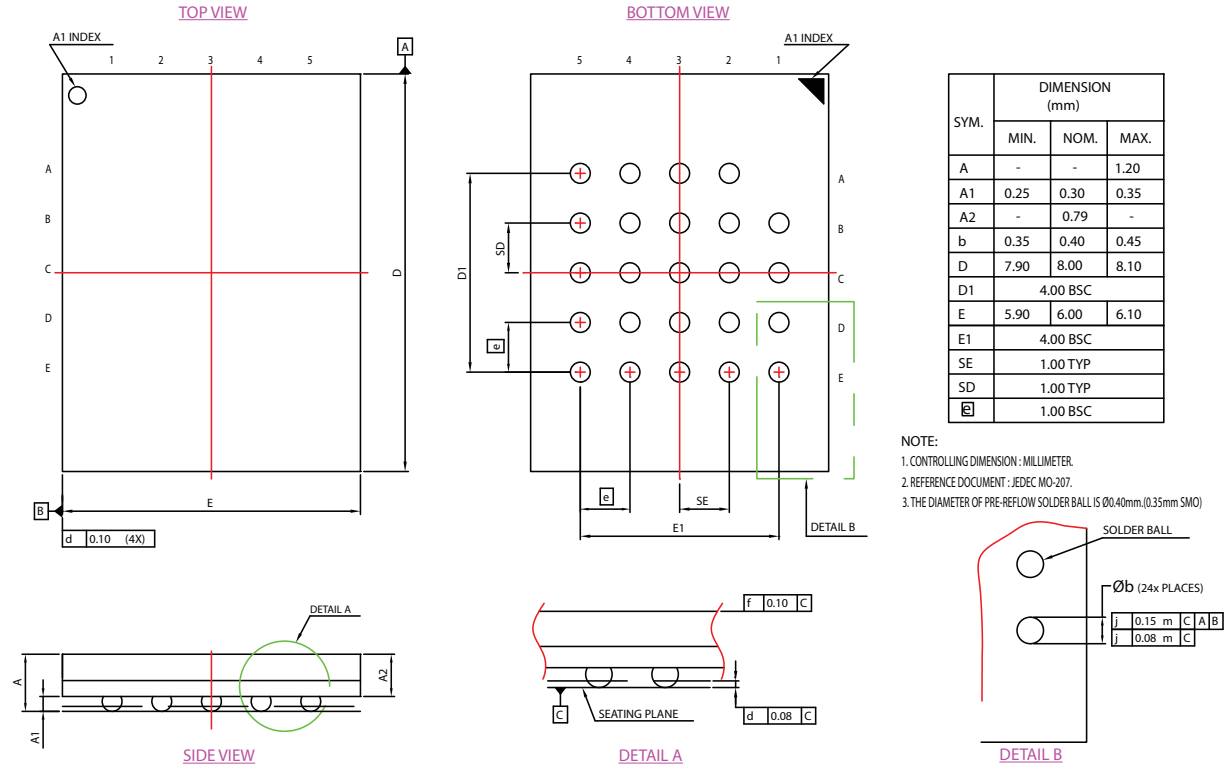 TOP VIEW
A1 INDEX
1 2 3 4 5
A
A
B
C
D
E
D
E
B
d 0.10 (4X)
BOTTOM VIEW
A1 INDEX
5 4 3 2 1
A
B
C
D
E
D1
SD
e
e
SE
E1
DETAIL B
SYM. DIMENSION
(mm)
MIN. NOM. MAX.
A - - 1.20
A1 0.25 0.30 0.35
A2 - 0.79 -
b 0.35 0.40 0.45
D 7.90 8.00 8.10
D1 4.00 BSC
E 5.90 6.00 6.10
E1 4.00 BSC
SE 1.00 TYP
SD 1.00 TYP
e 1.00 BSC
NOTE:
1. CONTROLLING DIMENSION : MILLIMETER.
2. REFERENCE DOCUMENT : JEDEC MO-207.
3. THE DIAMETER OF PRE-REFLOW SOLDER BALL IS Ø0.40mm.(0.35mm SMO)
DETAIL A
A
A1
A2
SIDE VIEW
f 0.10 C
C
SEATING PLANE
d 0.08 C
DETAIL A
SOLDER BALL
Øb (24x PLACES)
j 0.15 m C A B
j 0.08 m C
DETAIL B